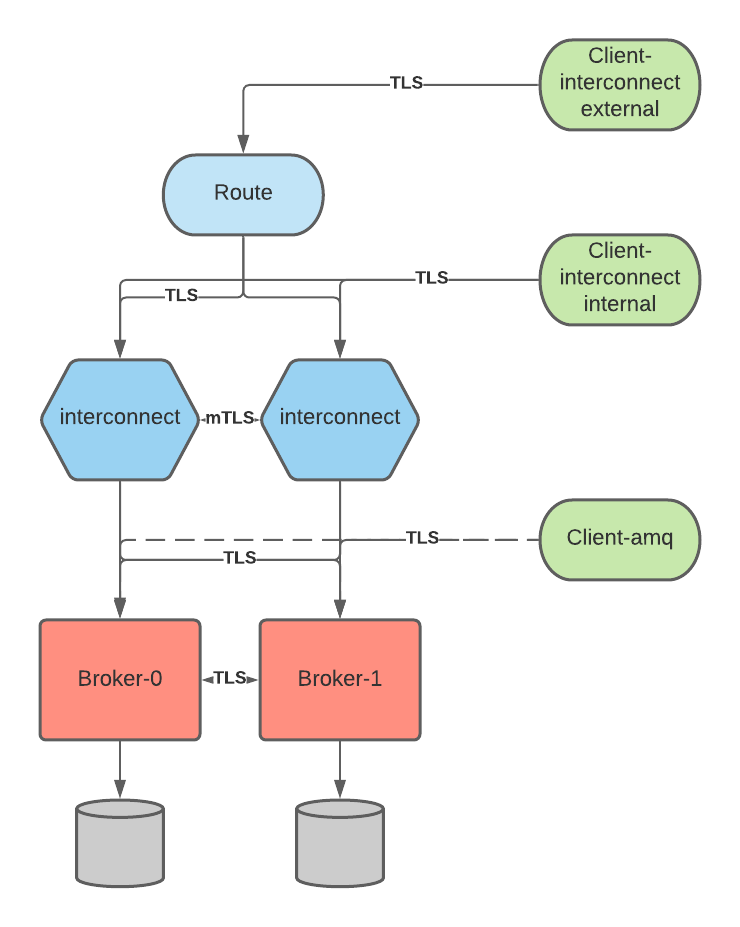 Client-
interconnect
external
TLS
Route
Client-
interconnect
internal
TLS
TLS
interconnect
mTLS
interconnect
TLS
Client-amq
TLS
Broker-0
TLS
Broker-1